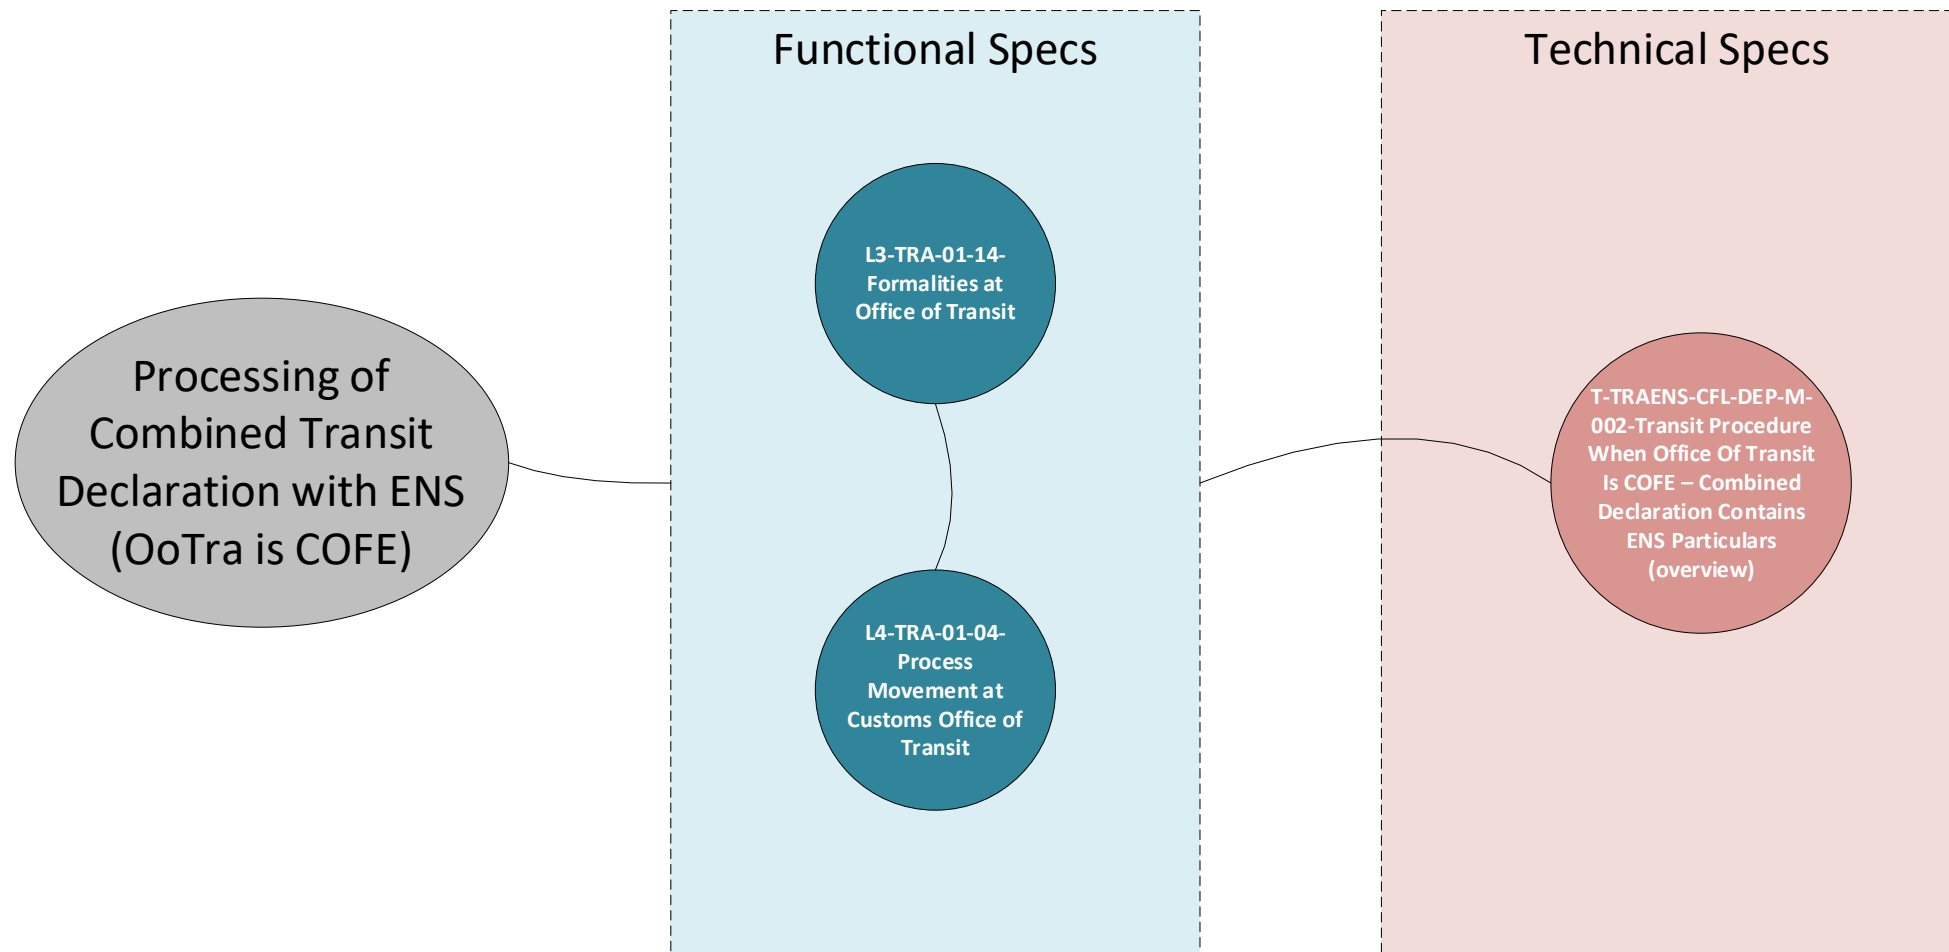 Functional Specs
Technical Specs
Processing of
Combined Transit
Declaration with ENS
(OoTra is COFE)
L3-TRA-01-14-
Formalities at
Office of Transit
L4-TRA-01-04-
Process
Movement at
Customs Office of
Transit
T-TRAENS-CFL-DEP-M-
002-Transit Procedure
When Office Of Transit
Is COFE – Combined
Declaration Contains
ENS Particulars
(overview)